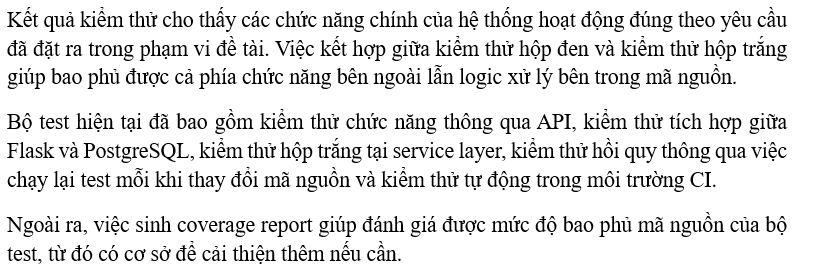 Kết quả kiểm thử cho thấy các chức năng chính của hệ thống hoạt động đúng theo yêu cầu
đã đặt ra trong phạm vi đề tài. Việc kết hợp giữa kiểm thử hộp đen và kiểm thử hộp trắng
giúp bao phủ được cả phía chức năng bên ngoài lẫn logic xử lý bên trong mã nguồn.
Bộ test hiện tại đã bao gồm kiểm thử chức năng thông qua API, kiểm thử tích hợp giữa
Flask và PostgreSQL, kiểm thử hộp trắng tại service layer, kiểm thử hồi quy thông qua việc
chạy lại test mỗi khi thay đổi mã nguồn và kiểm thử tự động trong môi trường CI.
Ngoài ra, việc sinh coverage report giúp đánh giá được mức độ bao phủ mã nguồn của bộ
test, từ đó có cơ sở để cải thiện thêm nếu cần.